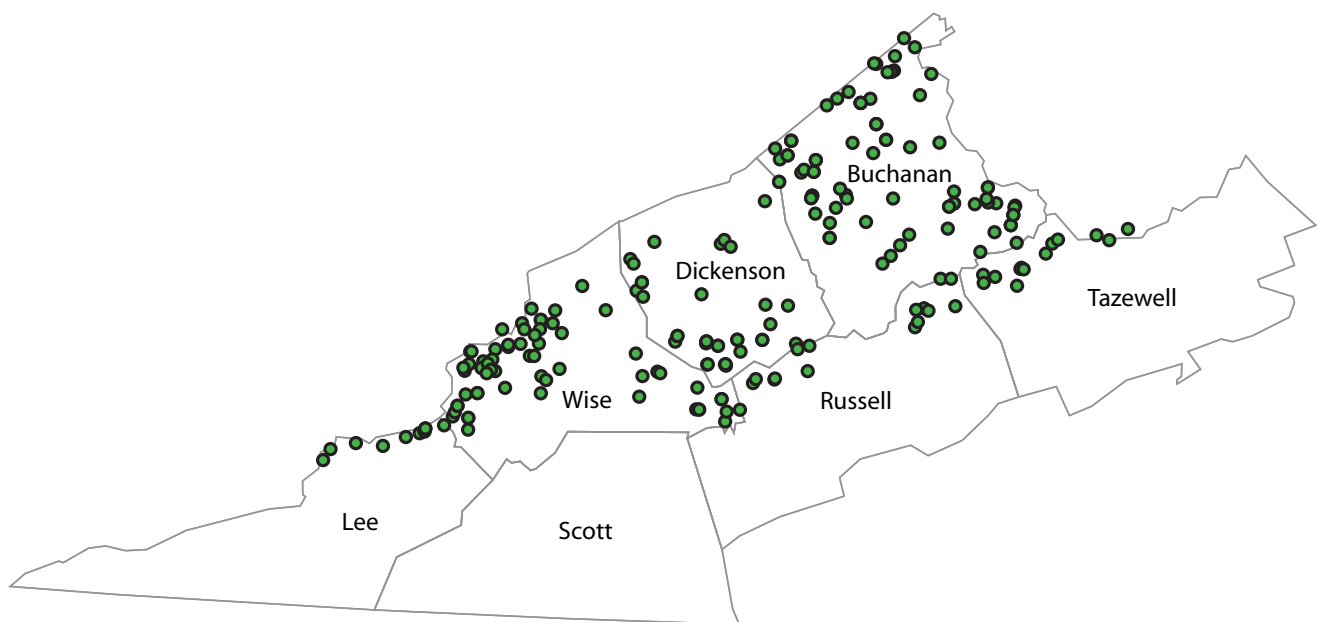 Buchanan
Dickenson
Tazewell
Wise
Russell
Lee
Scott